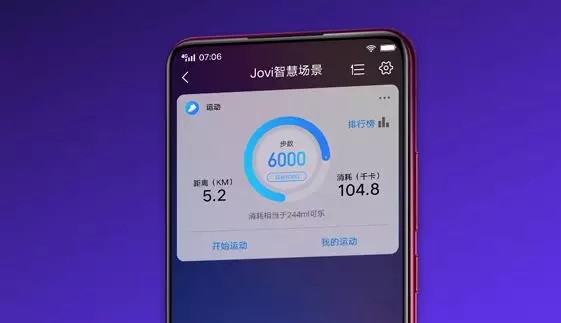 4G 07:06
Jovi智慧场景
运动
排行榜
步数
6000
距离（KM）
5.2
消耗（千卡）
104.8
消耗相当于244ml可乐
开始运动
我的运动